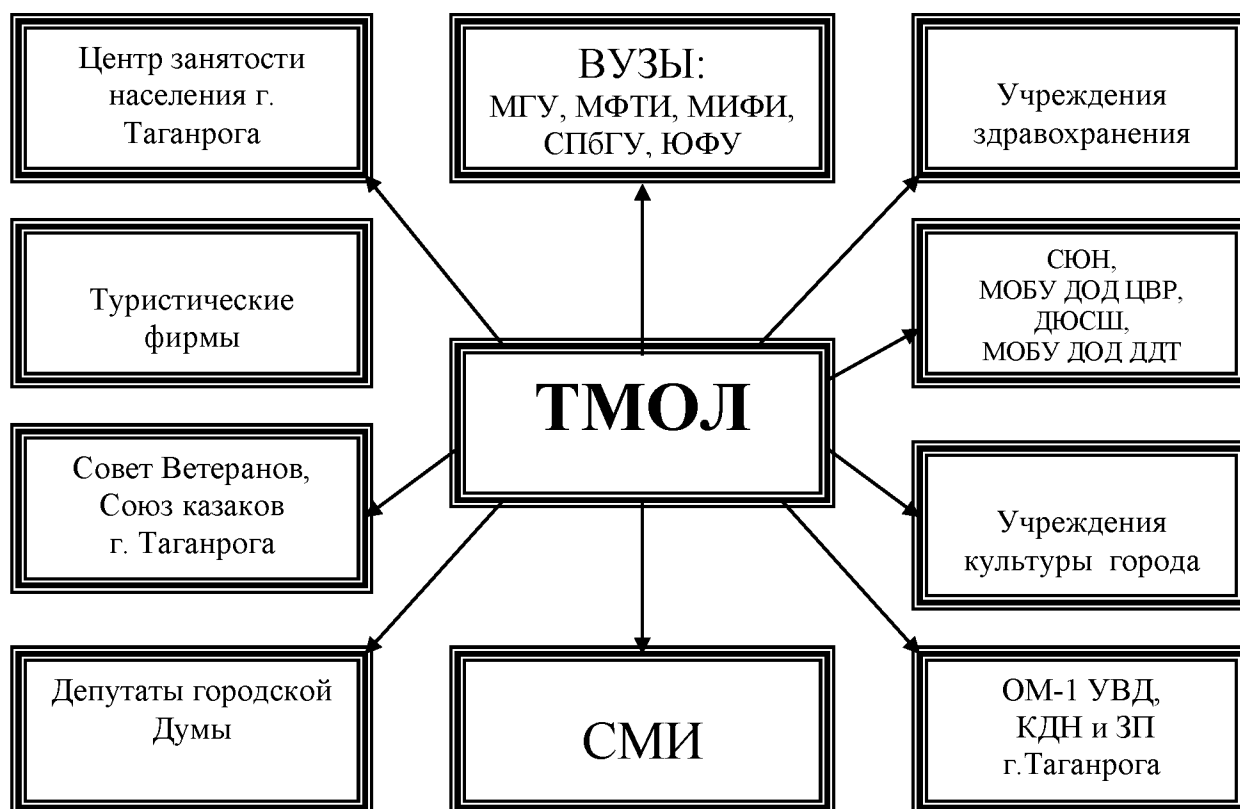 Центр занятости
населения г.
Таганрога
ВУЗЫ:
МГУ, МФТИ, МИФИ,
СПбГУ, ЮФУ
Учреждения
здравохранения
Туристические
фирмы
СЮН,
МОБУ ДОД ЦВР,
ДЮСШ,
МОБУ ДОД ДДТ
ТМОЛ
Совет Ветеранов,
Союз казаков
г. Таганрога
Учреждения
культуры города
Депутаты городской
Думы
СМИ
ОМ-1 УВД,
КДН и ЗП
г.Таганрога